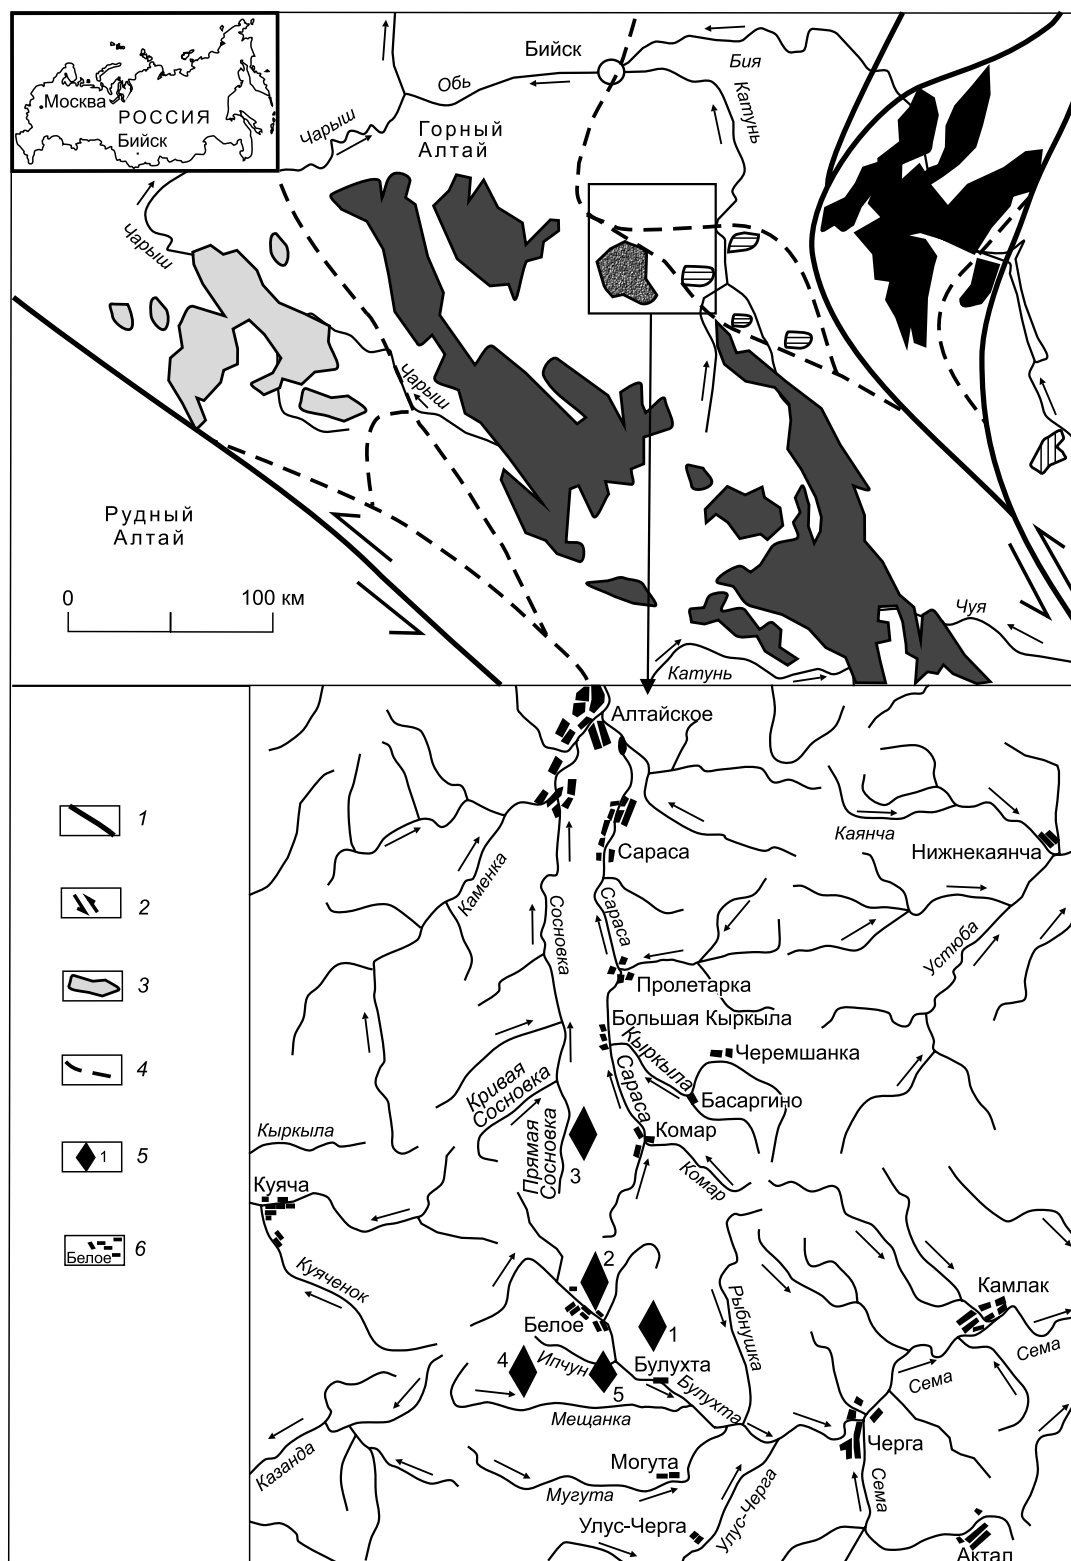 Москва
РОССИЯ
Бийск
Бийск
Обь
Бия
Катунь
Чарыш
Горный
Алтай
Чарыш
Чарыш
Рудный
Алтай
0
100 км
Чуя
Катунь
Алтайское
1
2
3
4
1
5
Белое
6
Каянча
Нижнекаянча
Сараса
Каменка
Сосновка
Сараса
Устюба
Пролетарка
Большая Кыркыла
Кыркыла
Черемшанка
Басаргино
Сараса
Кривая
Сосновка
Прямая
Сосновка
Комар
Комар
3
Кыркыла
Куяча
Куяченок
2
Белое
1
Рыбнушка
Камлак
Сема
Сема
4
Ипчун
5
Булухта
Булухта
Мещанка
Казанда
Могута
Мугута
Черга
Сема
Улус-Черга
Улус-Черга
Актал